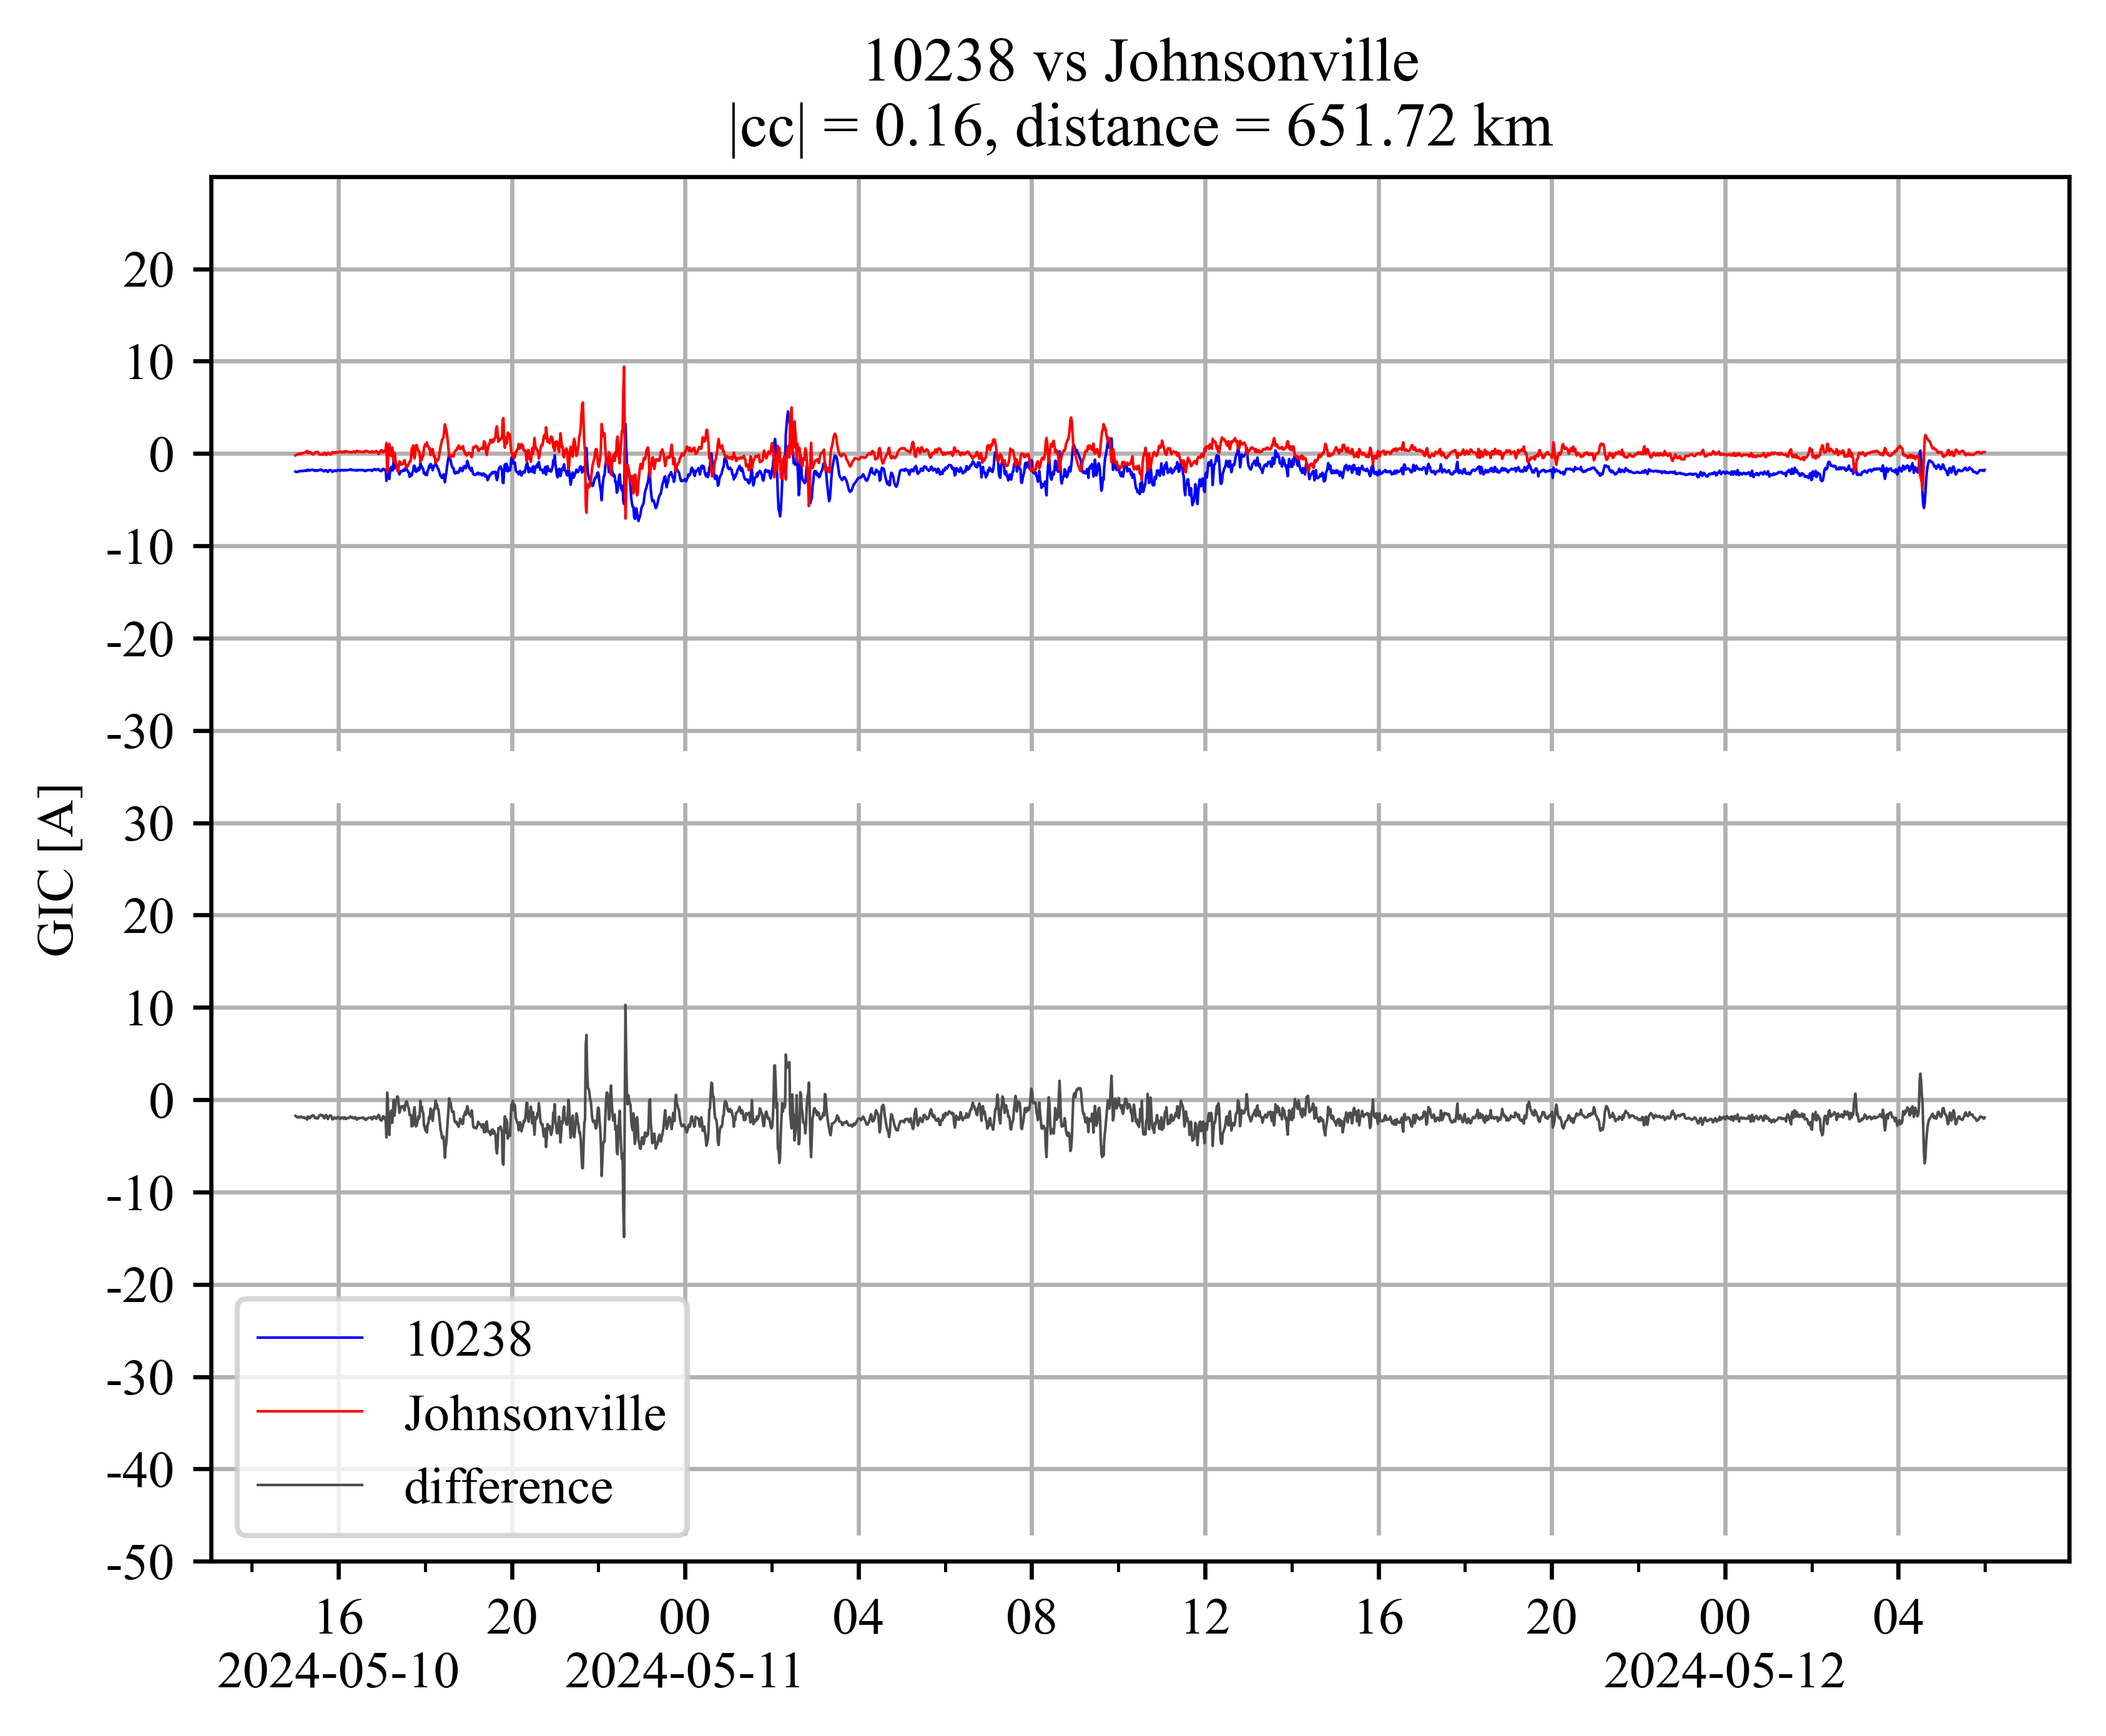 10238 vs Johnsonville
|cc| = 0.16, distance = 651.72 km
20
10
0
-10
-20
-30
30
20
10
0
-10
-20
-30
-40
-50
GIC [A]
10238
Johnsonville
difference
16 20 00 04 08 12 16 20 00 04
2024-05-10 2024-05-11 2024-05-12